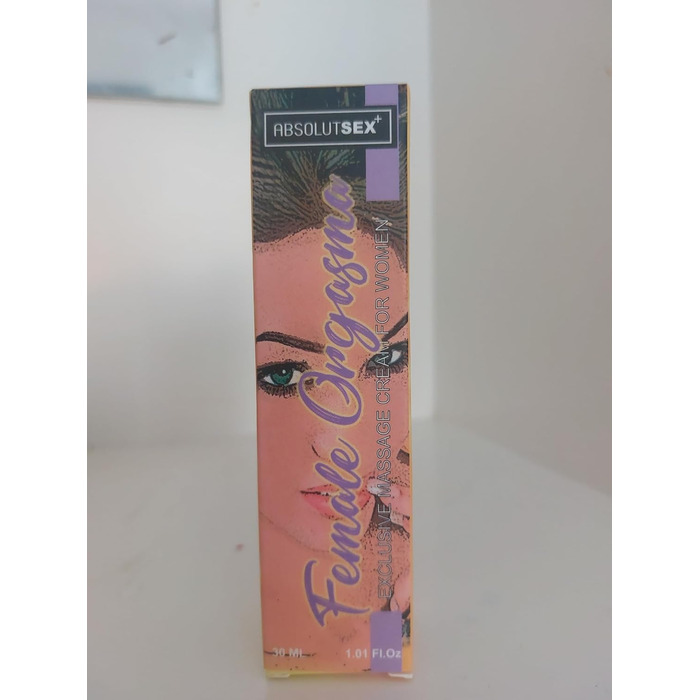 ABSOLUTSEX+
Female Orgasma
EXCLUSIVE MASSAGE CREAM FOR WOMEN
30 ML 1.01 Fl.Oz